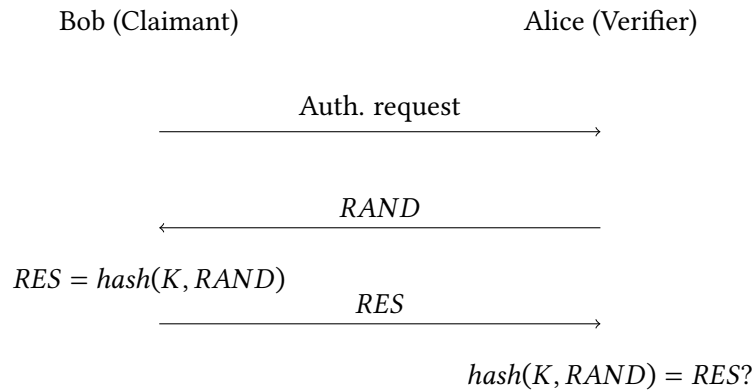 Bob (Claimant)
Alice (Verifier)
Auth. request
RAND
RES = hash(K, RAND)
RES
hash(K, RAND) = RES?